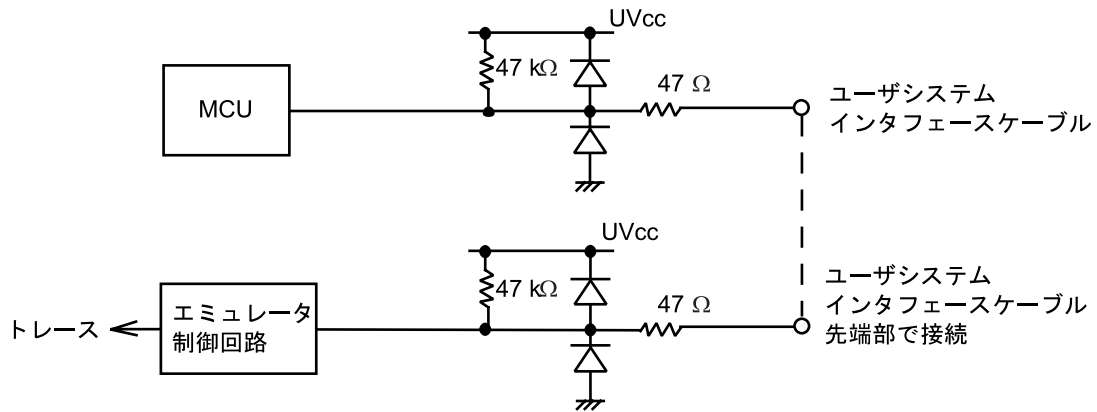 UVcc
47 kΩ
47 Ω
MCU
ユーザシステム
インタフェースケーブル
UVcc
47 kΩ
47 Ω
トレース
エミュレータ
制御回路
ユーザシステム
インタフェースケーブル
先端部で接続